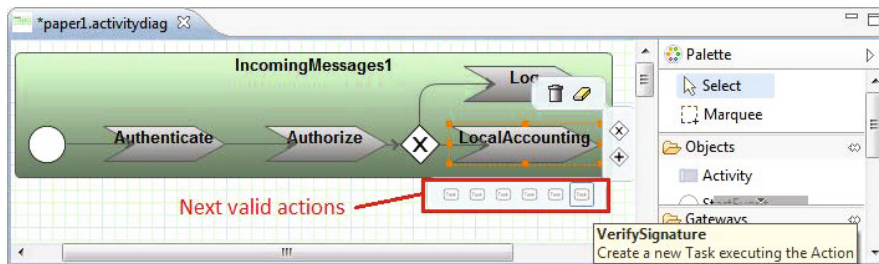 *paper1.activitydiag
IncomingMessages1
Log
Authenticate
Authorize
X
LocalAccounting
Next valid actions
Palette
Select
Marquee
Objects
Activity
Gateways
VerifySignature
Create a new Task executing the Action